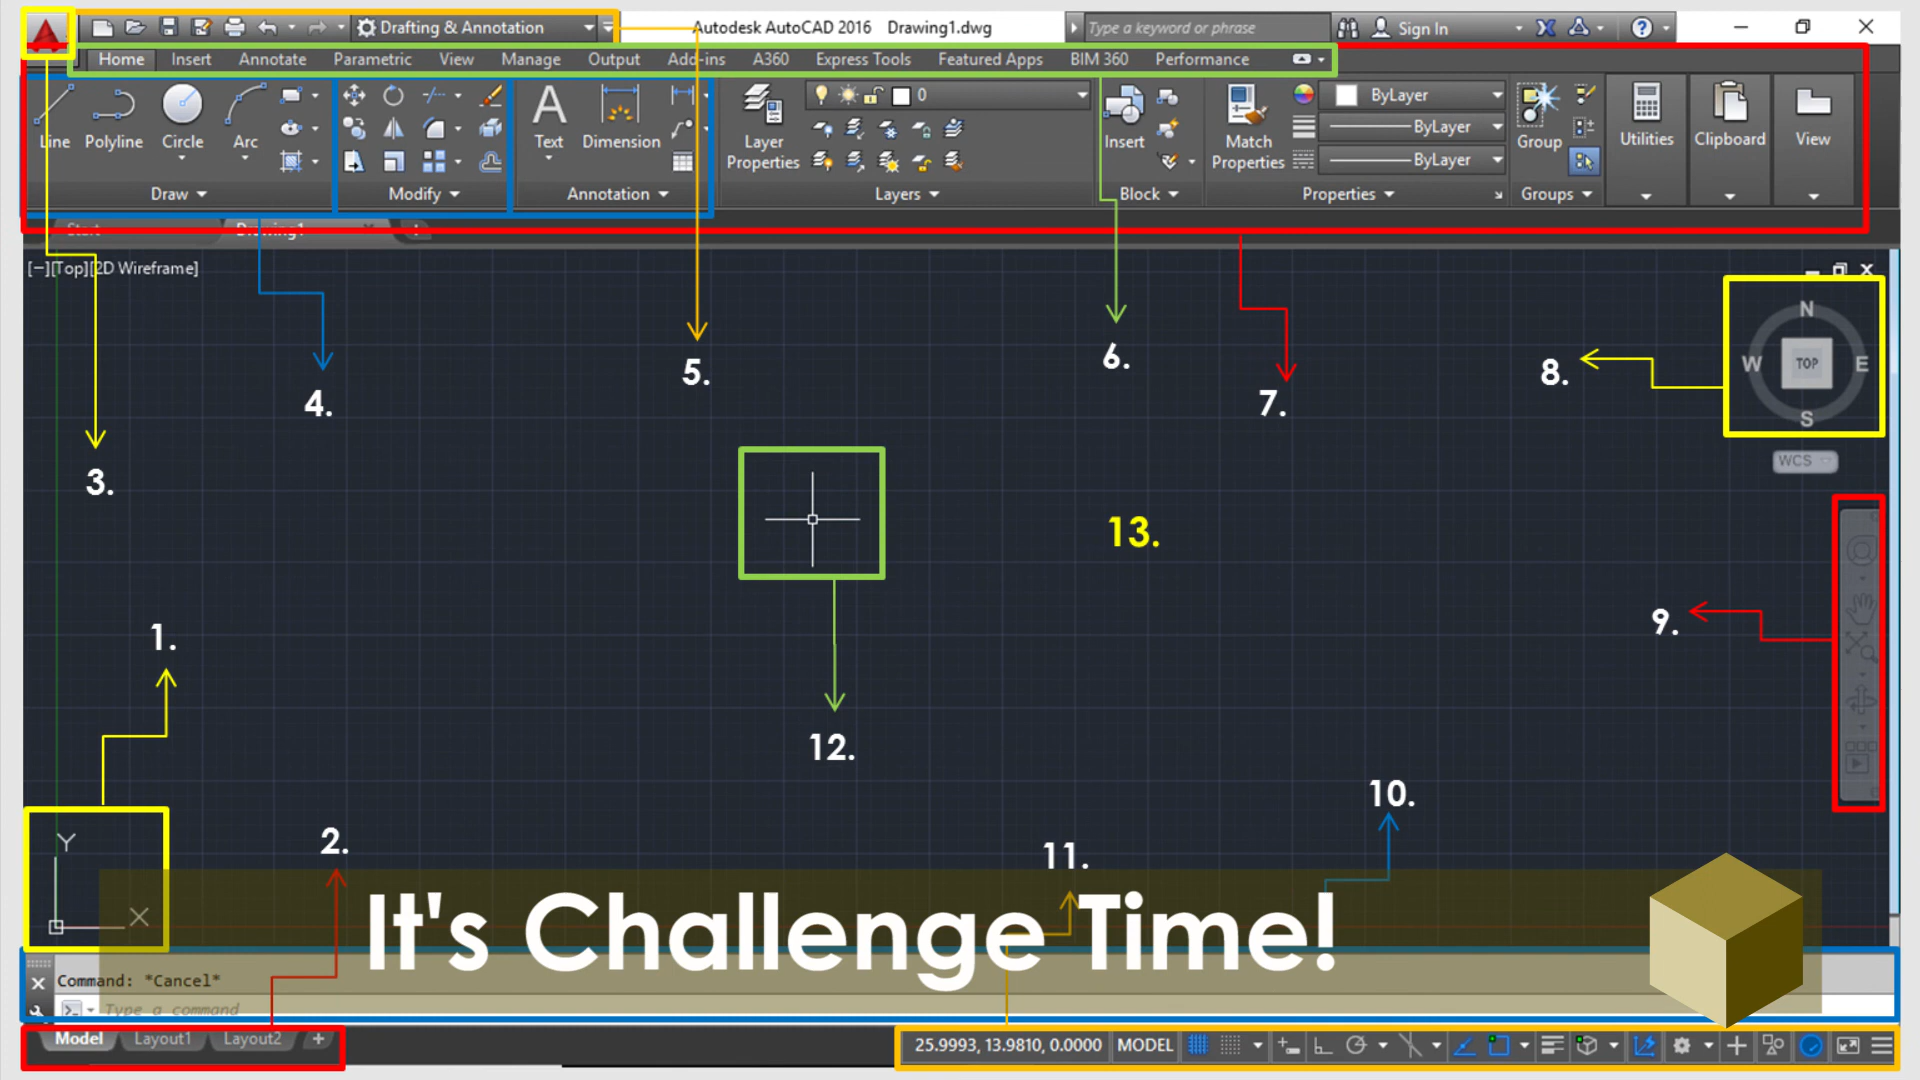 Drafting & Annotation
Autodesk AutoCAD 2016 Drawing1.dwg
Type a keyword or phrase
Sign In
Home Insert Annotate Parametric View Manage Output Add-ins A360 Express Tools Featured Apps BIM 360 Performance
0
ByLayer
ByLayer
ByLayer
Line Polyline Circle Arc
Text Dimension
Layer Properties
Insert
Match Properties
Group
Utilities
Clipboard
View
Draw Modify Annotation Layers Block Properties Groups
Start Drawing1
[−][Top][2D Wireframe]
N
W TOP E
S
WCS
6.
5.
8.
4.
7.
3.
13.
9.
1.
12.
10.
2.
11.
Y
X
It's Challenge Time!
Command: *Cancel*
Type a command
Model Layout1 Layout2 +
25.9993, 13.9810, 0.0000 MODEL